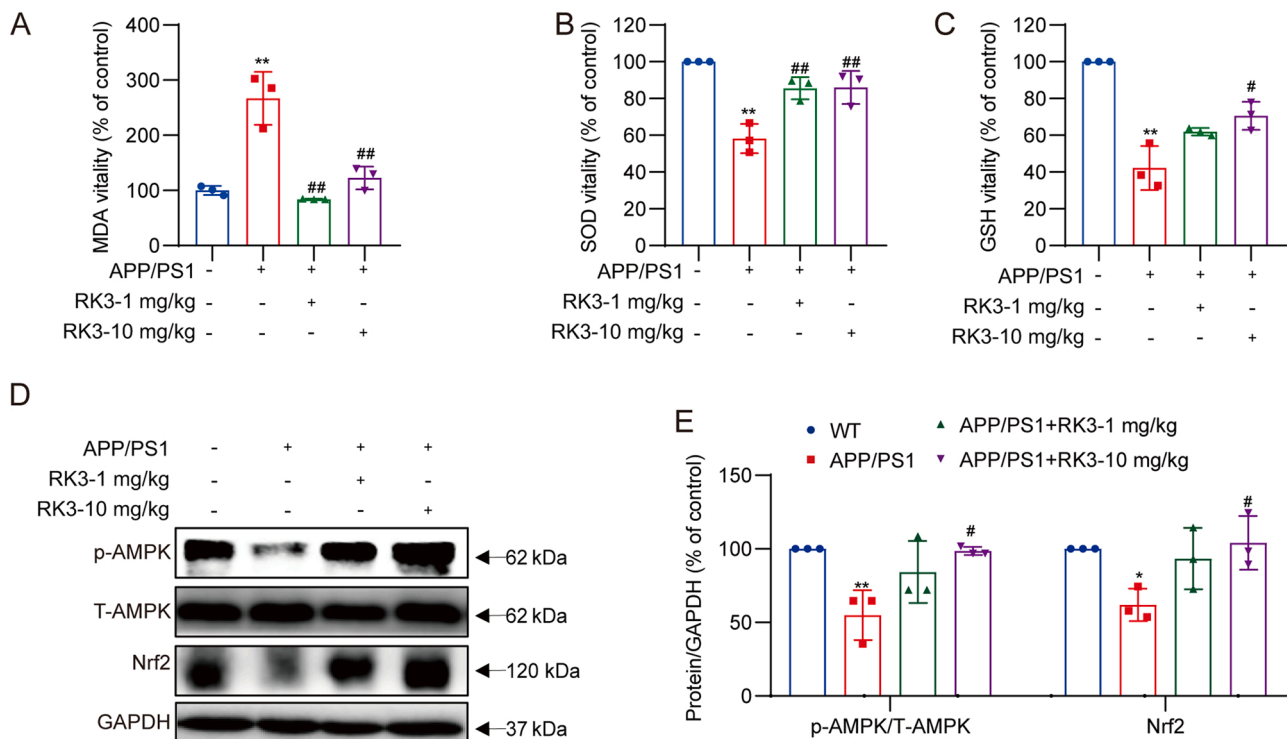 A
MDA vitality (% of control)
400
300
200
100
0
**
##
##
APP/PS1 - + + +
RK3-1 mg/kg - - + -
RK3-10 mg/kg - - - +
B
SOD vitality (% of control)
120
100
80
60
40
20
0
**
##
##
APP/PS1 - + + +
RK3-1 mg/kg - - + -
RK3-10 mg/kg - - - +
C
GSH vitality (% of control)
120
100
80
60
40
20
0
**
#
APP/PS1 - + + +
RK3-1 mg/kg - - + -
RK3-10 mg/kg - - - +
D
APP/PS1 - + + +
RK3-1 mg/kg - - + -
RK3-10 mg/kg - - - +
p-AMPK 62 kDa
T-AMPK 62 kDa
Nrf2 120 kDa
GAPDH 37 kDa
E
WT
APP/PS1
APP/PS1+RK3-1 mg/kg
APP/PS1+RK3-10 mg/kg
Protein/GAPDH (% of control)
150
100
50
0
**
#
*
#
p-AMPK/T-AMPK
Nrf2